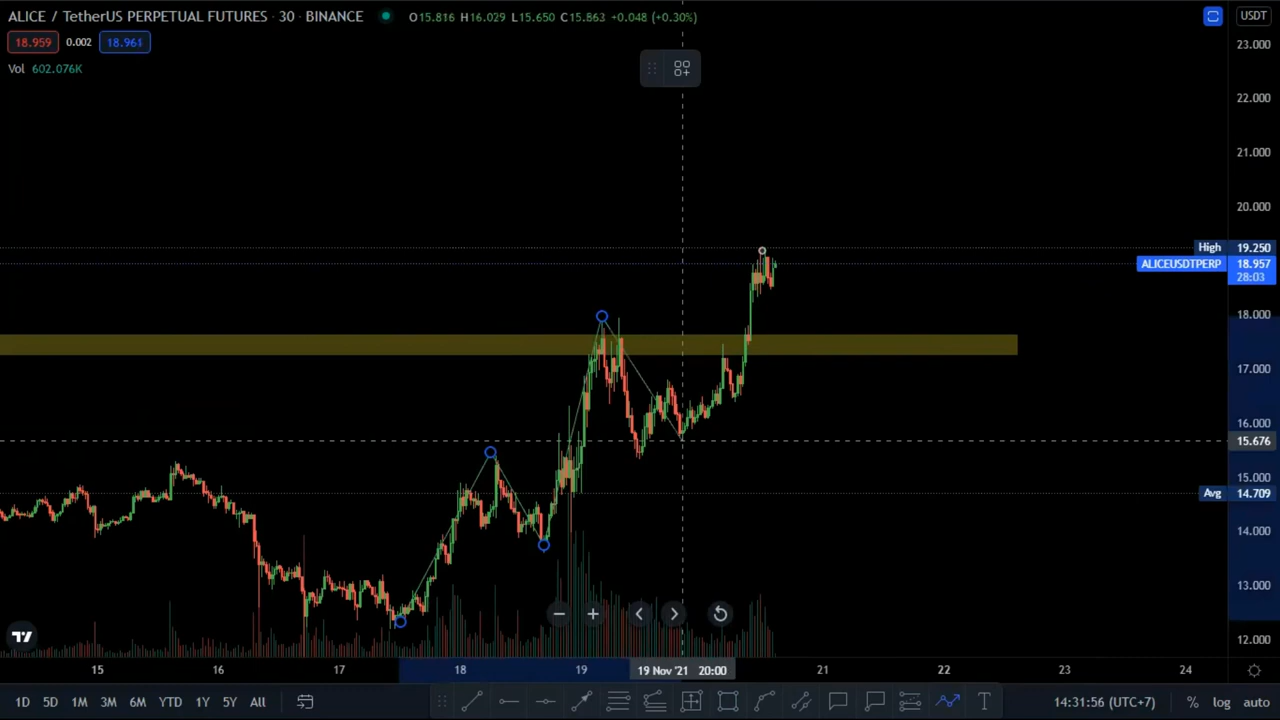 ALICE / TetherUS PERPETUAL FUTURES · 30 · BINANCE O15.816 H16.029 L15.650 C15.863 +0.048 (+0.30%) USDT
18.959 0.002 18.961
Vol 602.076K
23.000
22.000
21.000
20.000
High 19.250
ALICEUSDTPERP 18.957
28:03
18.000
17.000
16.000
15.676
15.000
Avg 14.709
14.000
13.000
12.000
15 16 17 18 19 19 Nov '21 20:00 21 22 23 24
1D 5D 1M 3M 6M YTD 1Y 5Y All 14:31:56 (UTC+7) % log auto